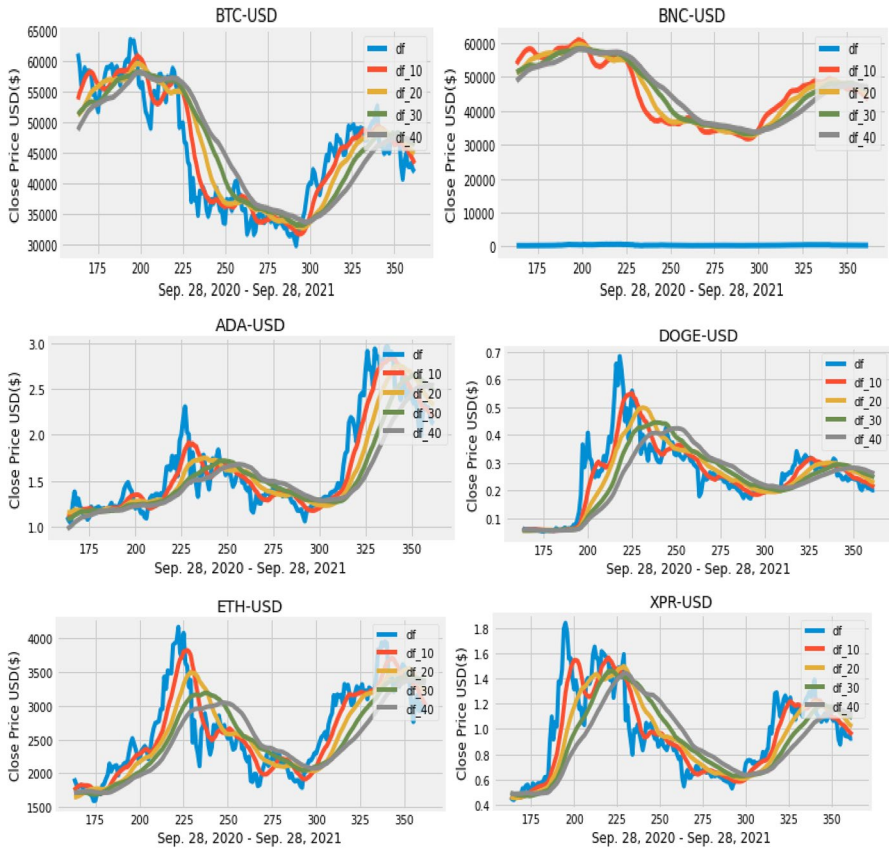 BTC-USD
Close Price USD($)
65000
60000
55000
50000
45000
40000
35000
30000
175
200
225
250
275
300
325
350
Sep. 28, 2020 - Sep. 28, 2021
df
df_10
df_20
df_30
df_40
BNC-USD
Close Price USD($)
60000
50000
40000
30000
20000
10000
0
175
200
225
250
275
300
325
350
Sep. 28, 2020 - Sep. 28, 2021
df
df_10
df_20
df_30
df_40
ADA-USD
Close Price USD($)
3.0
2.5
2.0
1.5
1.0
175
200
225
250
275
300
325
350
Sep. 28, 2020 - Sep. 28, 2021
df
df_10
df_20
df_30
df_40
DOGE-USD
Close Price USD($)
0.7
0.6
0.5
0.4
0.3
0.2
0.1
175
200
225
250
275
300
325
350
Sep. 28, 2020 - Sep. 28, 2021
df
df_10
df_20
df_30
df_40
ETH-USD
Close Price USD($)
4000
3500
3000
2500
2000
1500
175
200
225
250
275
300
325
350
Sep. 28, 2020 - Sep. 28, 2021
df
df_10
df_20
df_30
df_40
XPR-USD
Close Price USD($)
1.8
1.6
1.4
1.2
1.0
0.8
0.6
0.4
175
200
225
250
275
300
325
350
Sep. 28, 2020 - Sep. 28, 2021
df
df_10
df_20
df_30
df_40